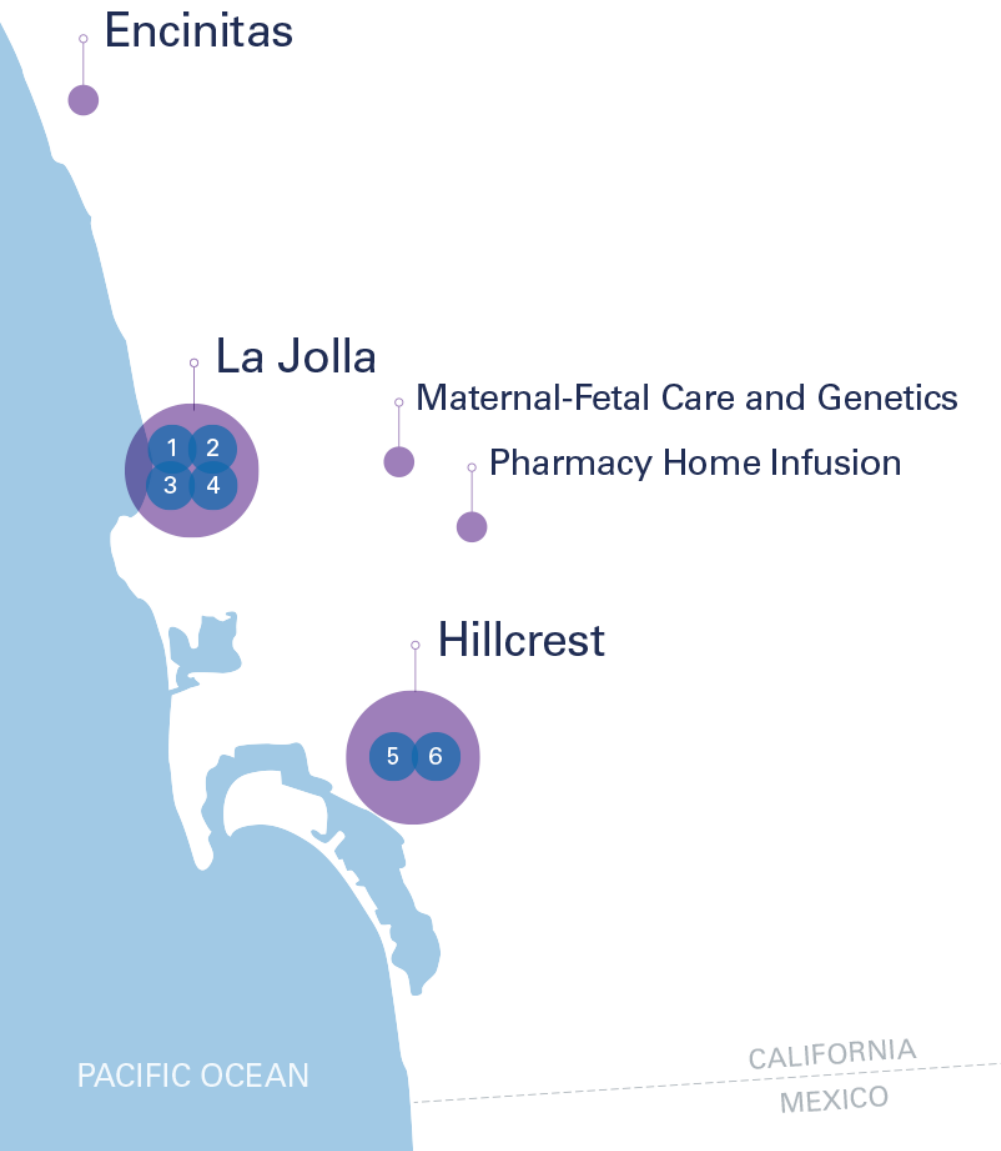 Encinitas
La Jolla
Maternal-Fetal Care and Genetics
1 2
Pharmacy Home Infusion
3 4
Hillcrest
5 6
CALIFORNIA
PACIFIC OCEAN
MEXICO